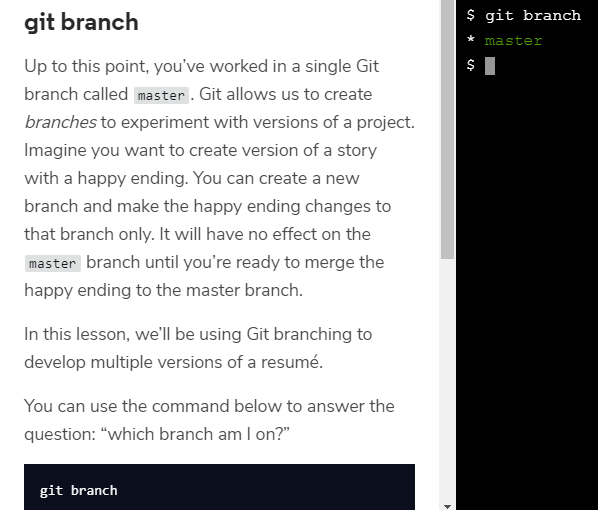 git branch
Up to this point, you’ve worked in a single Git
branch called master. Git allows us to create
branches to experiment with versions of a project.
Imagine you want to create version of a story
with a happy ending. You can create a new
branch and make the happy ending changes to
that branch only. It will have no effect on the
master branch until you’re ready to merge the
happy ending to the master branch.
In this lesson, we’ll be using Git branching to
develop multiple versions of a resumé.
You can use the command below to answer the
question: “which branch am I on?”
git branch
$ git branch
* master
$